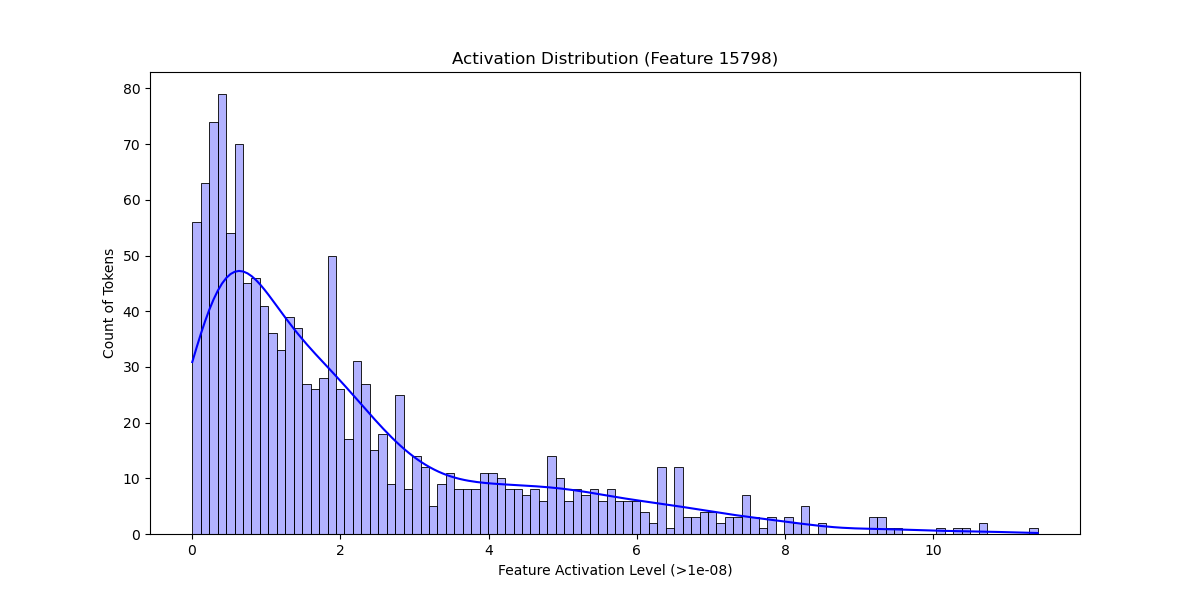 Activation Distribution (Feature 15798)
80
70
60
50
40
30
20
10
0
Count of Tokens
0 2 4 6 8 10
Feature Activation Level (>1e-08)